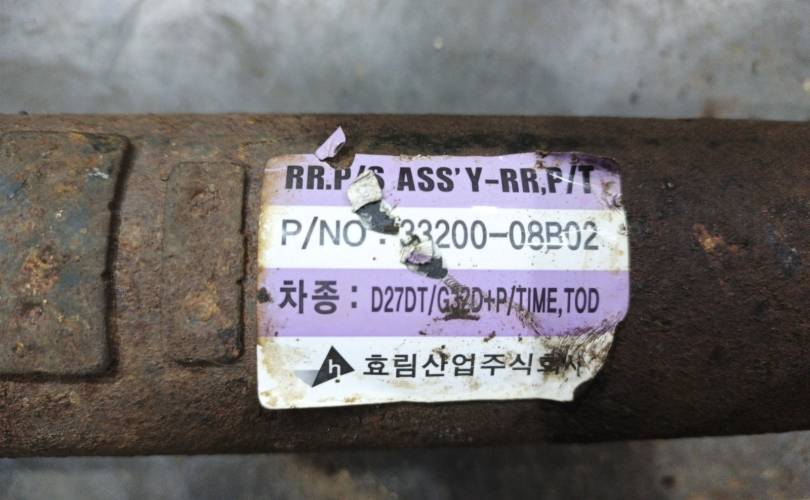 RR.P/S ASS'Y-RR,P/T
P/NO : 33200-08B02
차종 : D27DT/G32D+P/TIME,TOD
h
효림산업주식회사